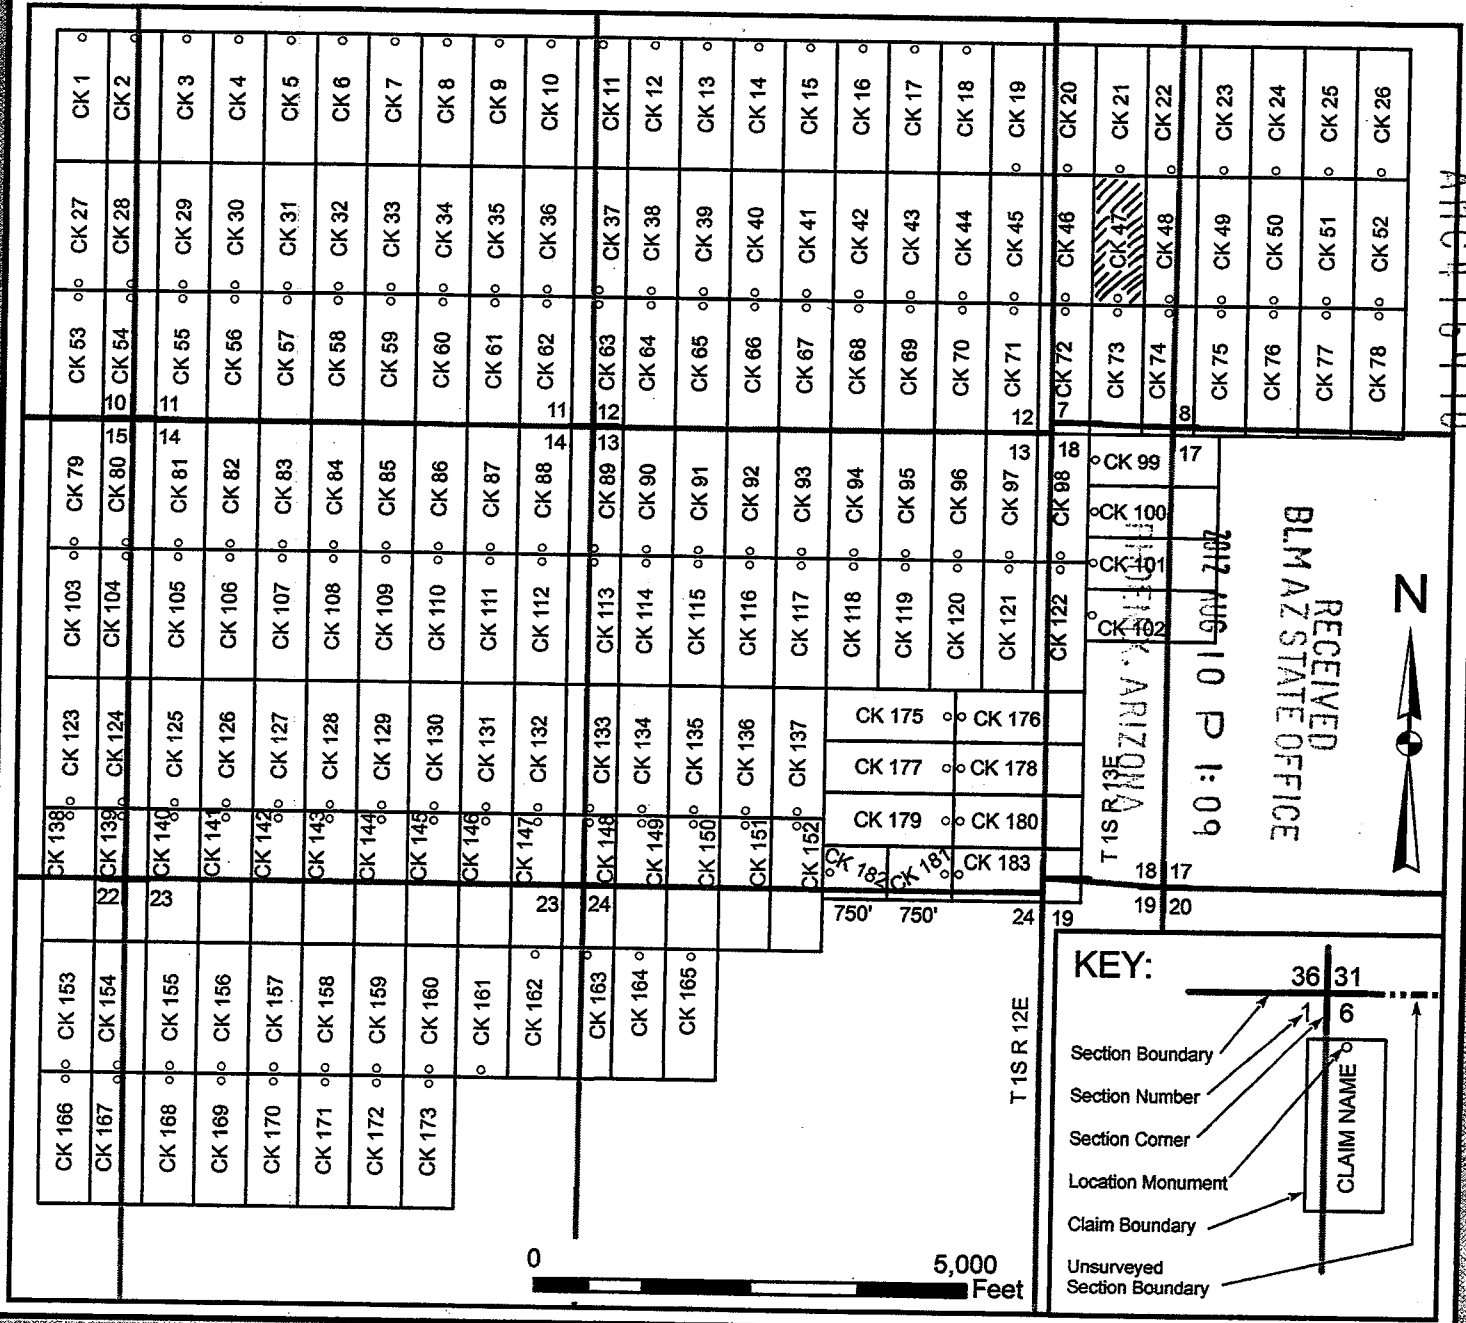 CK 1 CK 2 CK 3 CK 4 CK 5 CK 6 CK 7 CK 8 CK 9 CK 10 CK 11 CK 12 CK 13 CK 14 CK 15 CK 16 CK 17 CK 18 CK 19 CK 20 CK 21 CK 22 CK 23 CK 24 CK 25 CK 26
CK 27 CK 28 CK 29 CK 30 CK 31 CK 32 CK 33 CK 34 CK 35 CK 36 CK 37 CK 38 CK 39 CK 40 CK 41 CK 42 CK 43 CK 44 CK 45 CK 46 CK 47 CK 48 CK 49 CK 50 CK 51 CK 52
CK 53 CK 54 CK 55 CK 56 CK 57 CK 58 CK 59 CK 60 CK 61 CK 62 CK 63 CK 64 CK 65 CK 66 CK 67 CK 68 CK 69 CK 70 CK 71 CK 72 CK 73 CK 74 CK 75 CK 76 CK 77 CK 78
10 11 11 12 12 7 8
15 14 14 13 13 18 17
CK 79 CK 80 CK 81 CK 82 CK 83 CK 84 CK 85 CK 86 CK 87 CK 88 CK 89 CK 90 CK 91 CK 92 CK 93 CK 94 CK 95 CK 96 CK 97 CK 98
CK 99
CK 100
CK 101
CK 102
CK 103 CK 104 CK 105 CK 106 CK 107 CK 108 CK 109 CK 110 CK 111 CK 112 CK 113 CK 114 CK 115 CK 116 CK 117 CK 118 CK 119 CK 120 CK 121 CK 122
CK 123 CK 124 CK 125 CK 126 CK 127 CK 128 CK 129 CK 130 CK 131 CK 132 CK 133 CK 134 CK 135 CK 136 CK 137
CK 175 CK 176
CK 177 CK 178
CK 179 CK 180
CK 182 CK 181 CK 183
CK 138 CK 139 CK 140 CK 141 CK 142 CK 143 CK 144 CK 145 CK 146 CK 147 CK 148 CK 149 CK 150 CK 151 CK 152
18 17
22 23 23 24 24 19 19 20
750' 750'
CK 153 CK 154 CK 155 CK 156 CK 157 CK 158 CK 159 CK 160 CK 161 CK 162 CK 163 CK 164 CK 165
CK 166 CK 167 CK 168 CK 169 CK 170 CK 171 CK 172 CK 173
T 1S R 12E
T 1S R 13E
RECEIVED
BLM AZ STATE OFFICE
2012 AUG 10 P 1:09
ARIZONA
N
0 5,000
Feet
KEY:
36 31
1 6
Section Boundary
Section Number
Section Corner
Location Monument
Claim Boundary
Unsurveyed
Section Boundary
CLAIM NAME